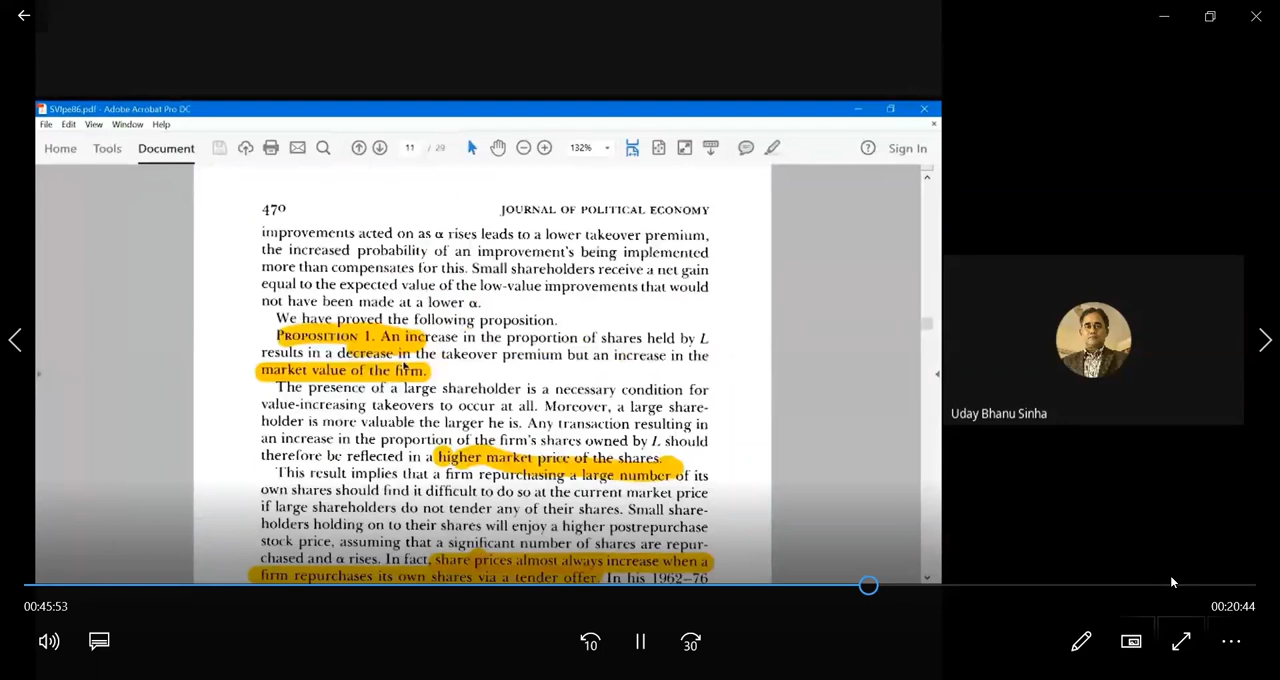 SVJpe86.pdf - Adobe Acrobat Pro DC
File Edit View Window Help
Home Tools Document 11 / 29 132% Sign In
470 JOURNAL OF POLITICAL ECONOMY
improvements acted on as α rises leads to a lower takeover premium,
the increased probability of an improvement's being implemented
more than compensates for this. Small shareholders receive a net gain
equal to the expected value of the low-value improvements that would
not have been made at a lower α.
We have proved the following proposition.
PROPOSITION 1. An increase in the proportion of shares held by L
results in a decrease in the takeover premium but an increase in the
market value of the firm.
The presence of a large shareholder is a necessary condition for
value-increasing takeovers to occur at all. Moreover, a large share-
holder is more valuable the larger he is. Any transaction resulting in
an increase in the proportion of the firm's shares owned by L should
therefore be reflected in a higher market price of the shares.
This result implies that a firm repurchasing a large number of its
own shares should find it difficult to do so at the current market price
if large shareholders do not tender any of their shares. Small share-
holders holding on to their shares will enjoy a higher postrepurchase
stock price, assuming that a significant number of shares are repur-
chased and α rises. In fact, share prices almost always increase when a
firm repurchases its own shares via a tender offer. In his 1962–76
Uday Bhanu Sinha
00:45:53
00:20:44
10
30